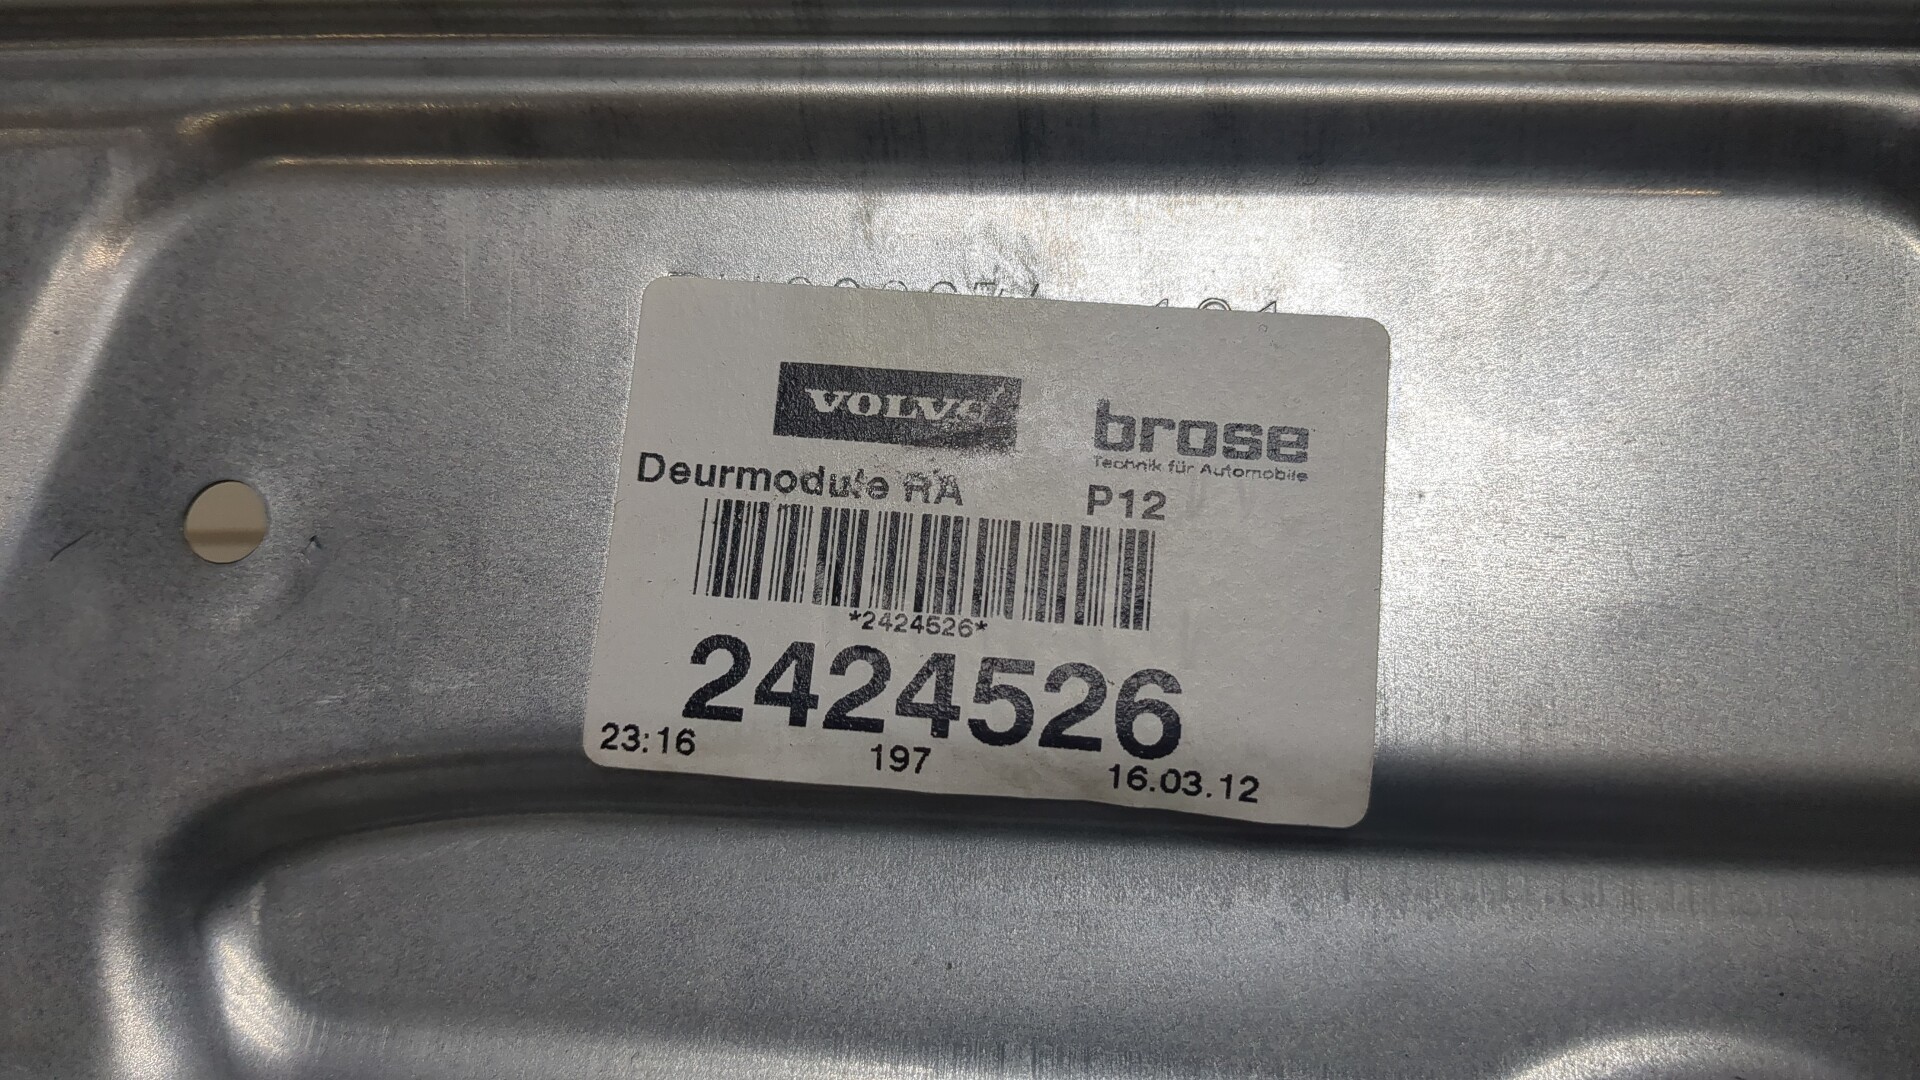 VOLVO
brose
Technik für Automobile
Deurmodule RA P12
*2424526*
2424526
23:16 197 16.03.12